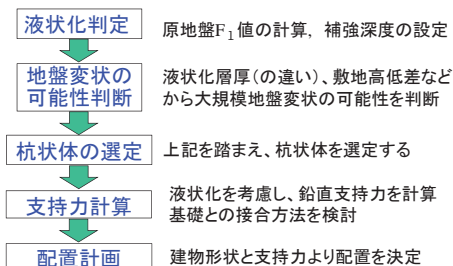 液状化判定
原地盤F₁値の計算，補強深度の設定
地盤変状の
可能性判断
液状化層厚(の違い)、敷地高低差など
から大規模地盤変状の可能性を判断
杭状体の選定
上記を踏まえ、杭状体を選定する
支持力計算
液状化を考慮し、鉛直支持力を計算
基礎との接合方法を検討
配置計画
建物形状と支持力より配置を決定